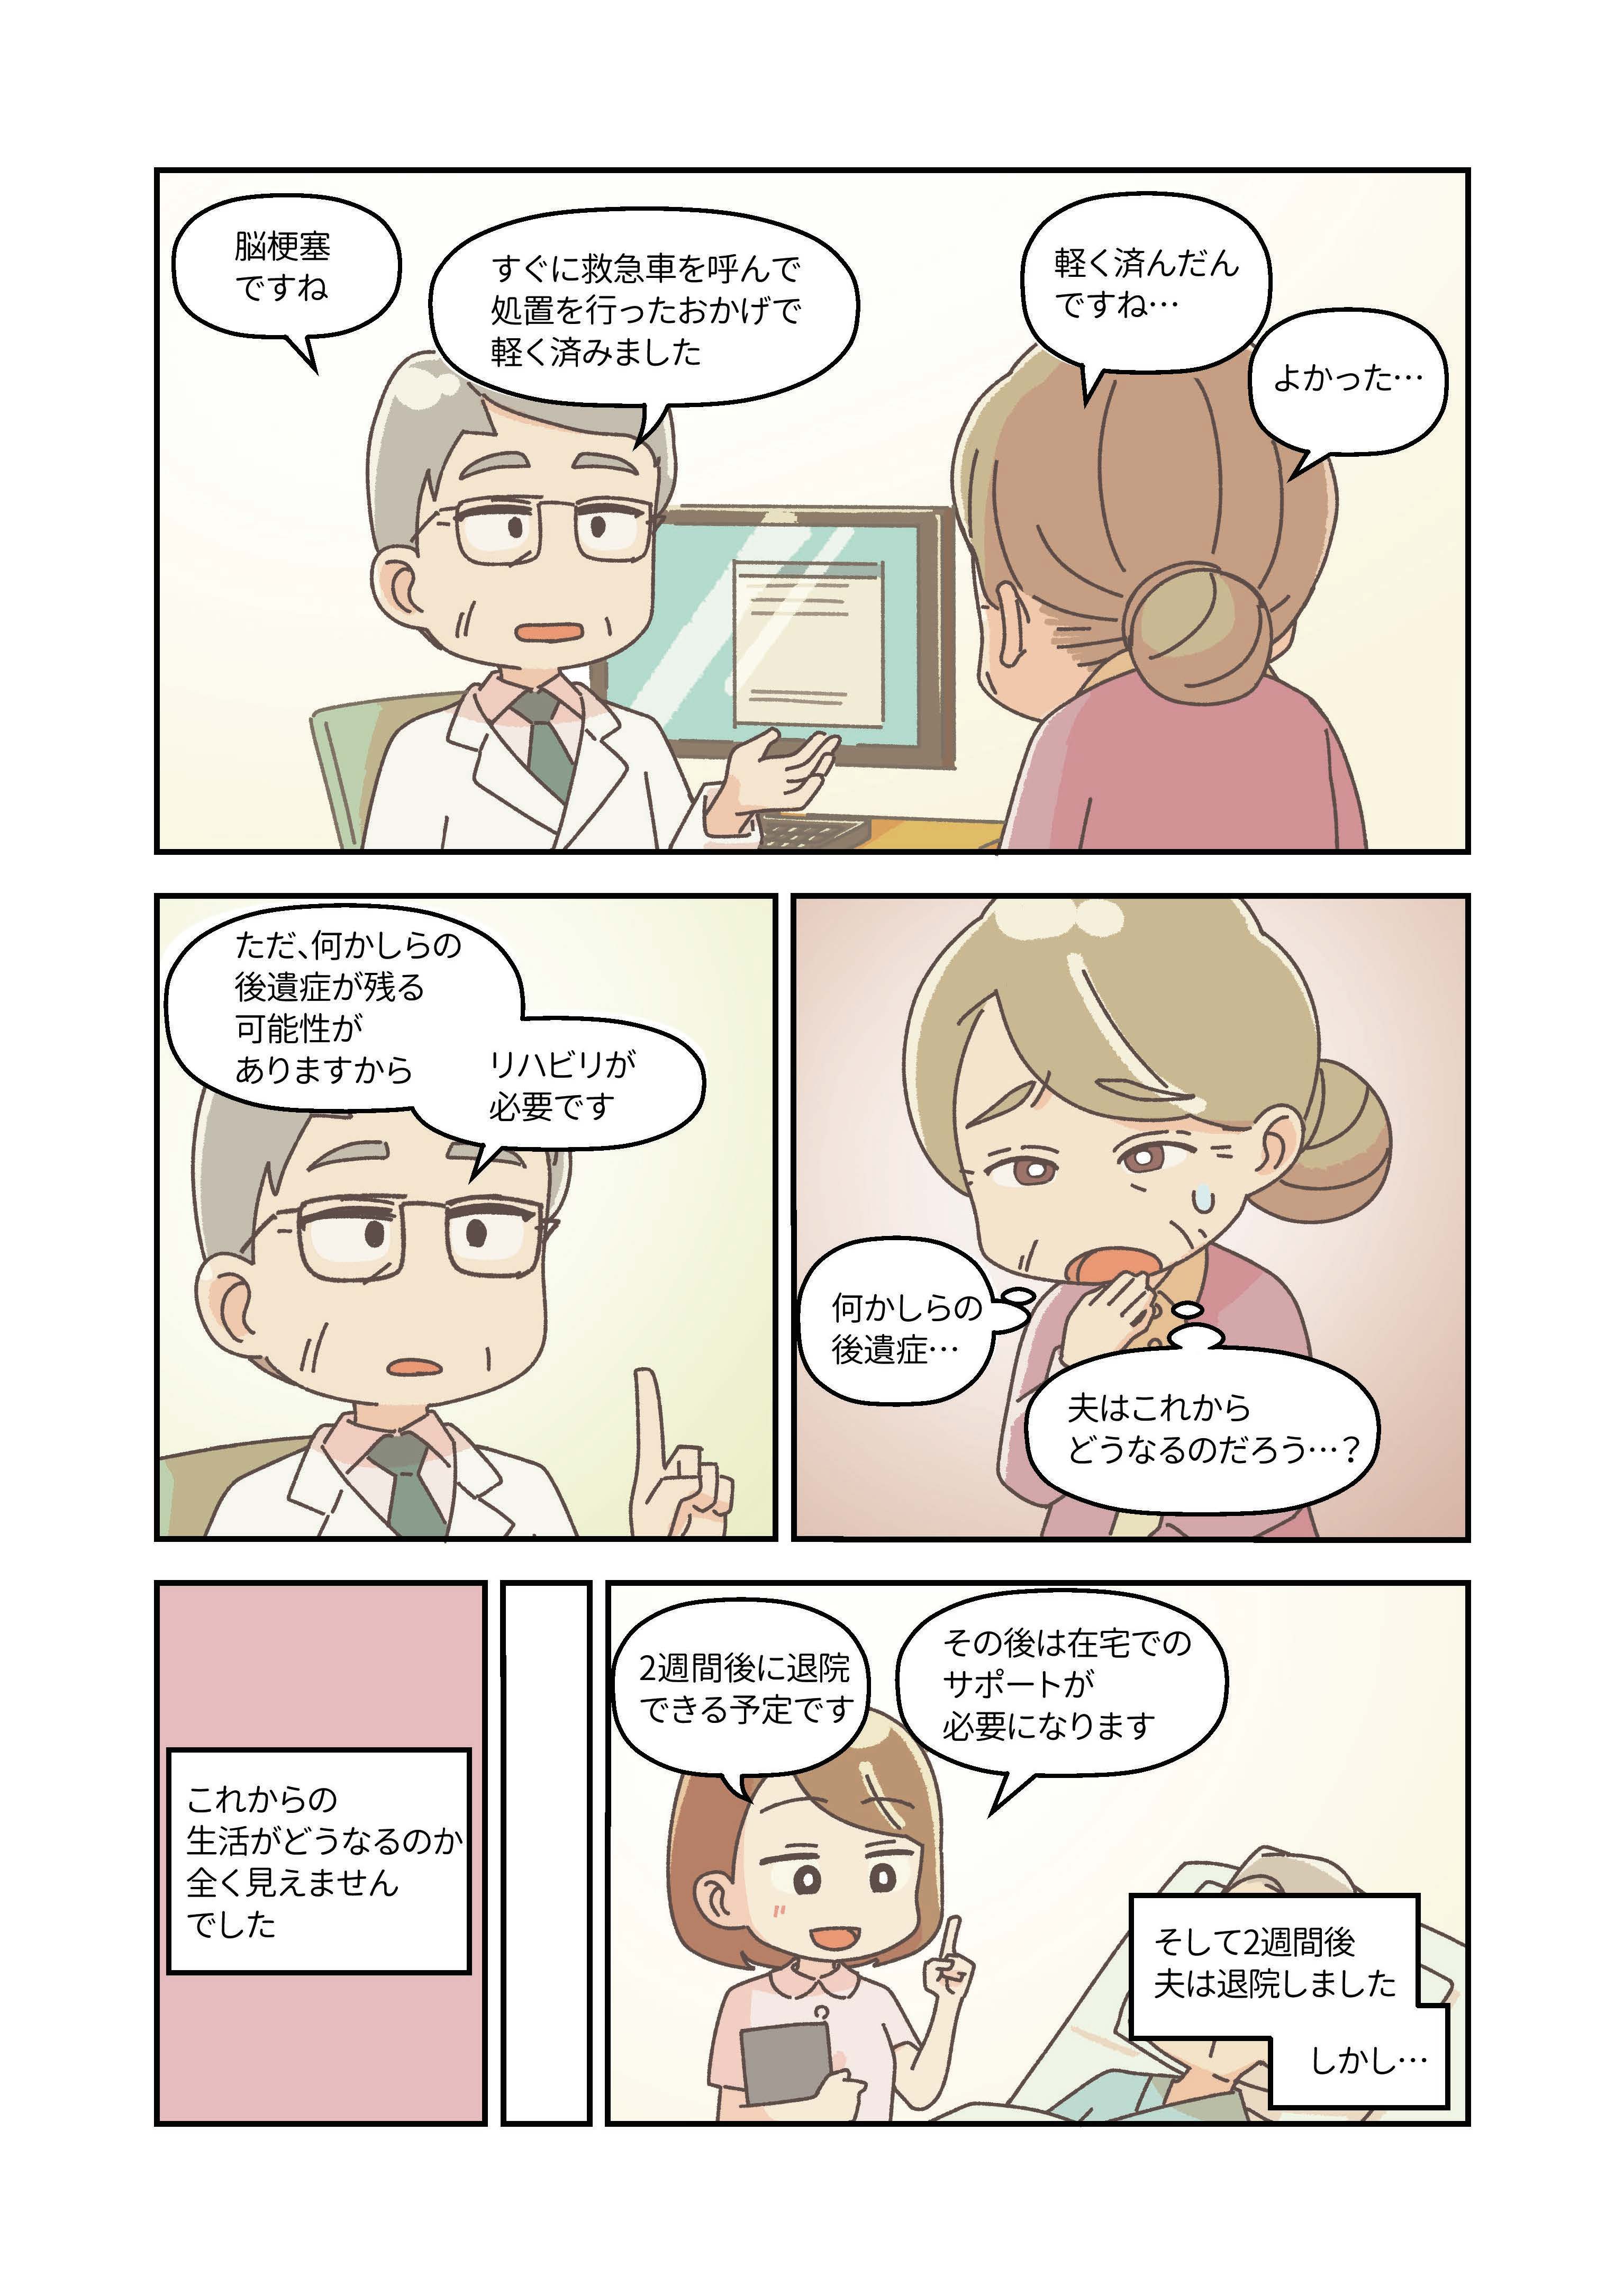 脳梗塞
ですね
すぐに救急車を呼んで
処置を行ったおかげで
軽く済みました
軽く済んだん
ですね…
よかった…
ただ、何かしらの
後遺症が残る
可能性が
ありますから
リハビリが
必要です
何かしらの
後遺症…
夫はこれから
どうなるのだろう…？
これからの
生活がどうなるのか
全く見えません
でした
2週間後に退院
できる予定です
その後は在宅での
サポートが
必要になります
そして2週間後
夫は退院しました
しかし…